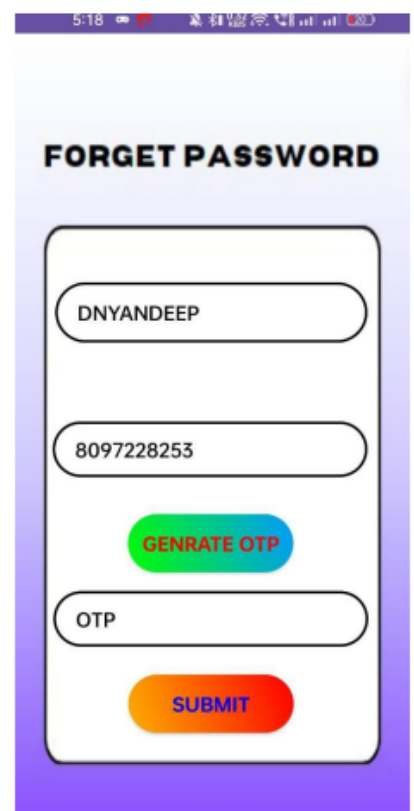 5:18
FORGET PASSWORD
DNYANDEEP
8097228253
GENRATE OTP
OTP
SUBMIT